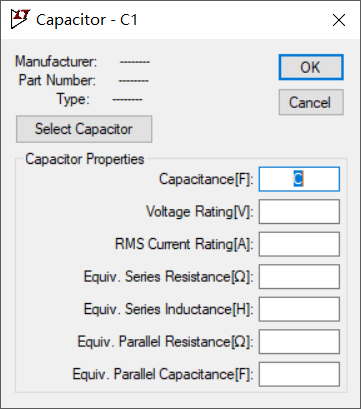 Capacitor - C1
Manufacturer: --------
OK
Part Number: --------
Type: --------
Cancel
Select Capacitor
Capacitor Properties
Capacitance[F]: C
Voltage Rating[V]:
RMS Current Rating[A]:
Equiv. Series Resistance[Ω]:
Equiv. Series Inductance[H]:
Equiv. Parallel Resistance[Ω]:
Equiv. Parallel Capacitance[F]: